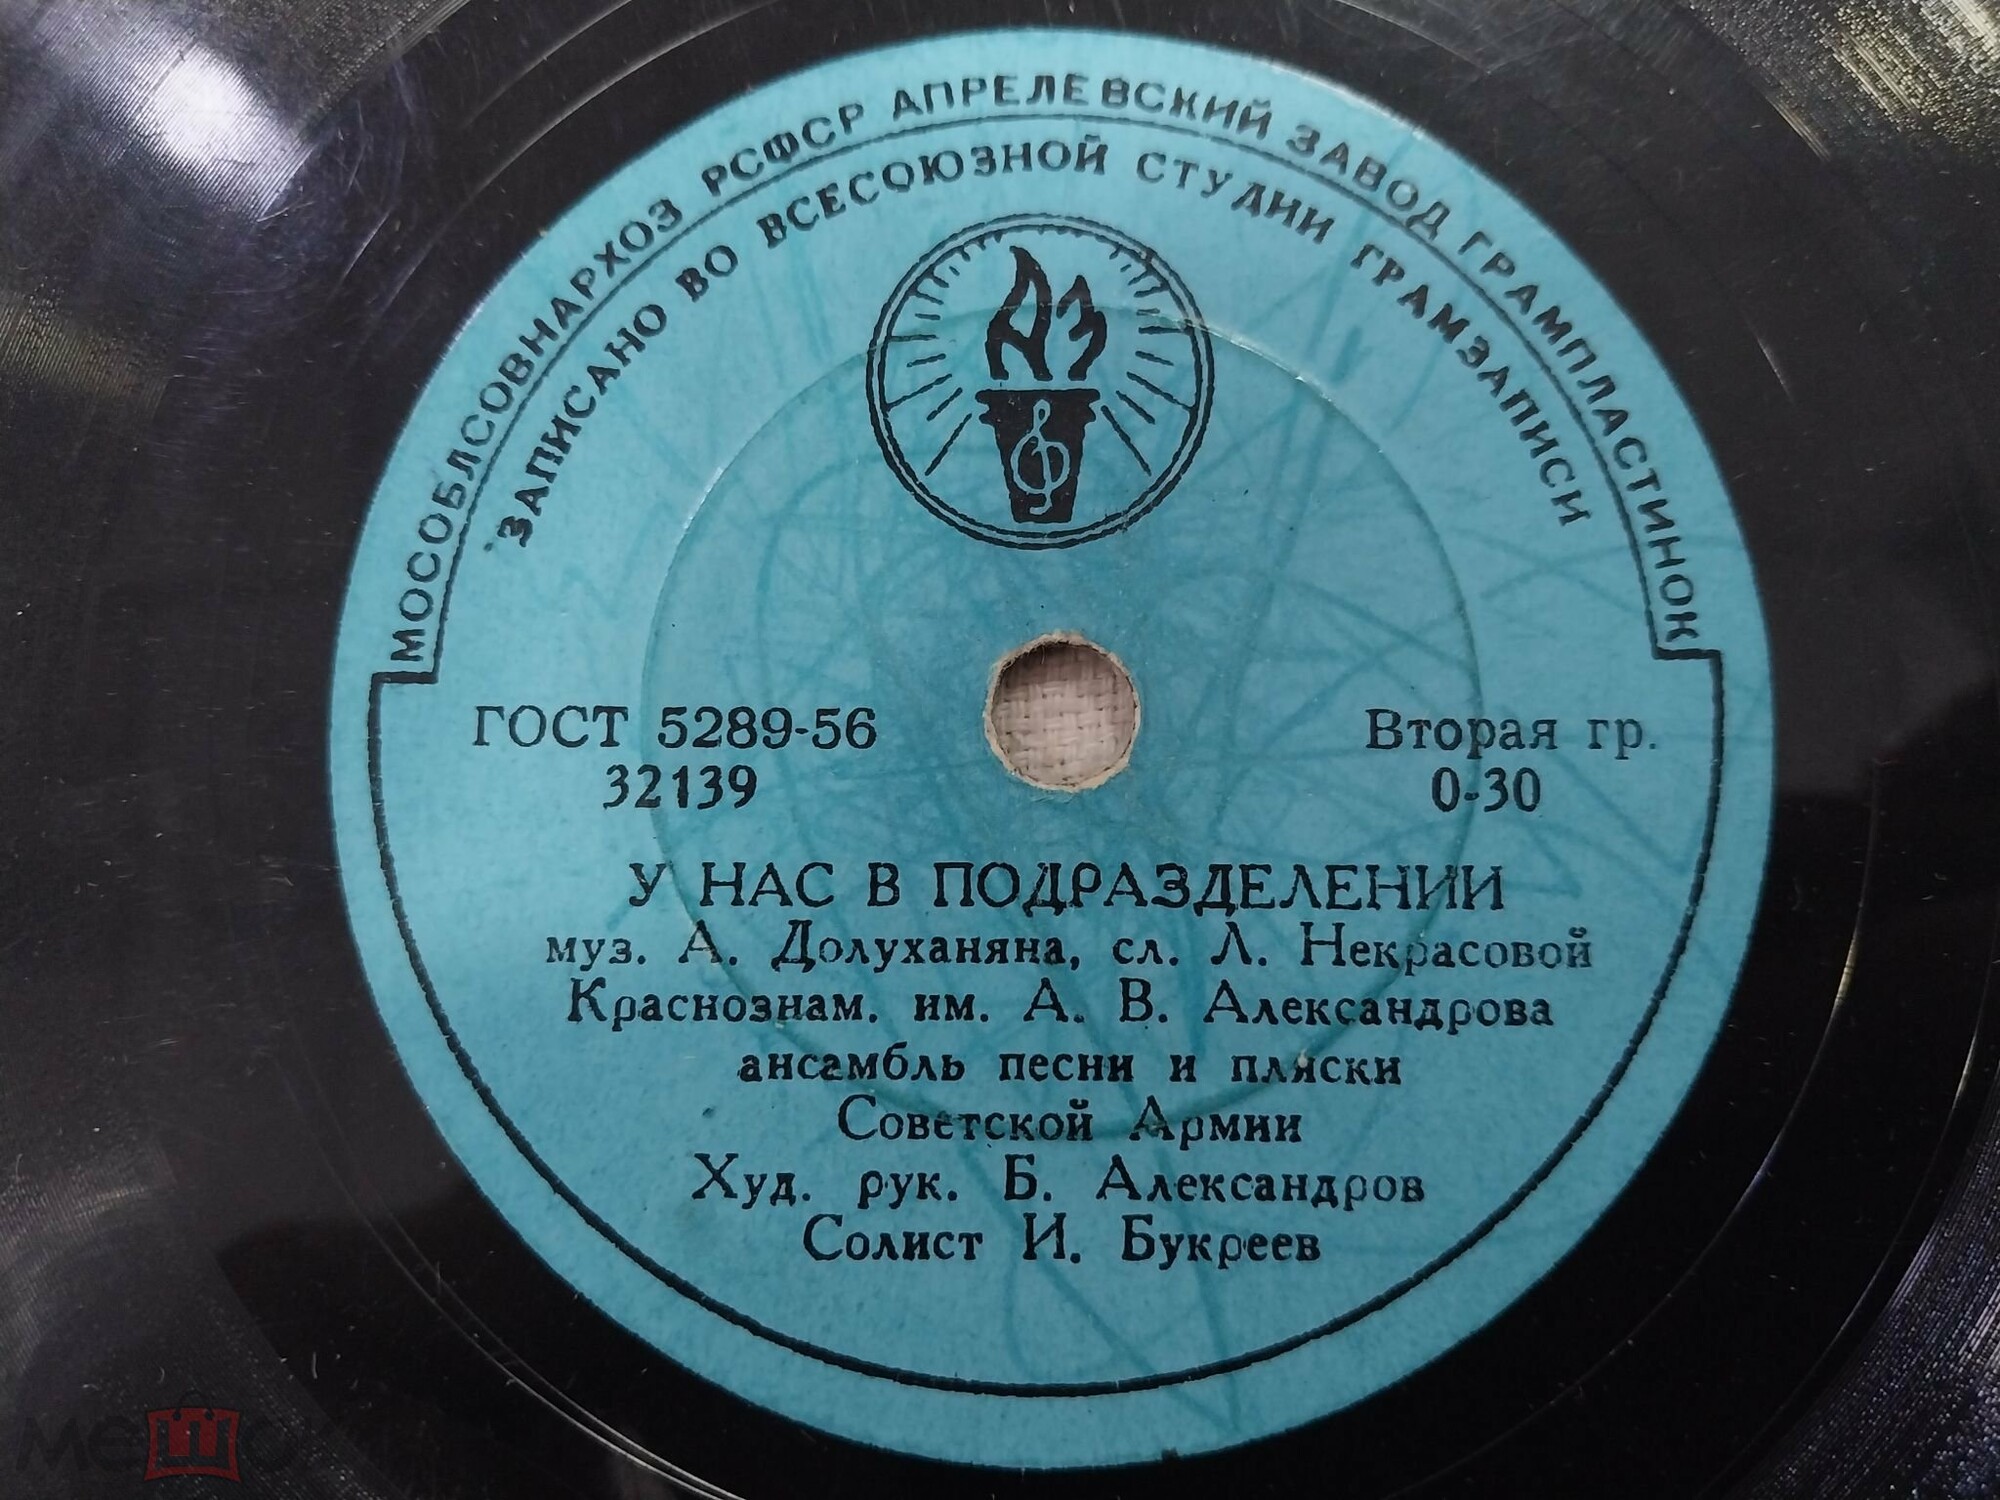 МОСОБЛСОВНАРХОЗ РСФСР АПРЕЛЕВСКИЙ ЗАВОД ГРАМПЛАСТИНОК
ЗАПИСАНО ВО ВСЕСОЮЗНОЙ СТУДИИ ГРАМЗАПИСИ
АЗ
ГОСТ 5289-56
Вторая гр.
32139
0-30
У НАС В ПОДРАЗДЕЛЕНИИ
муз. А. Долуханяна, сл. Л. Некрасовой
Краснознам. им. А. В. Александрова
ансамбль песни и пляски
Советской Армии
Худ. рук. Б. Александров
Солист И. Букреев
мешок